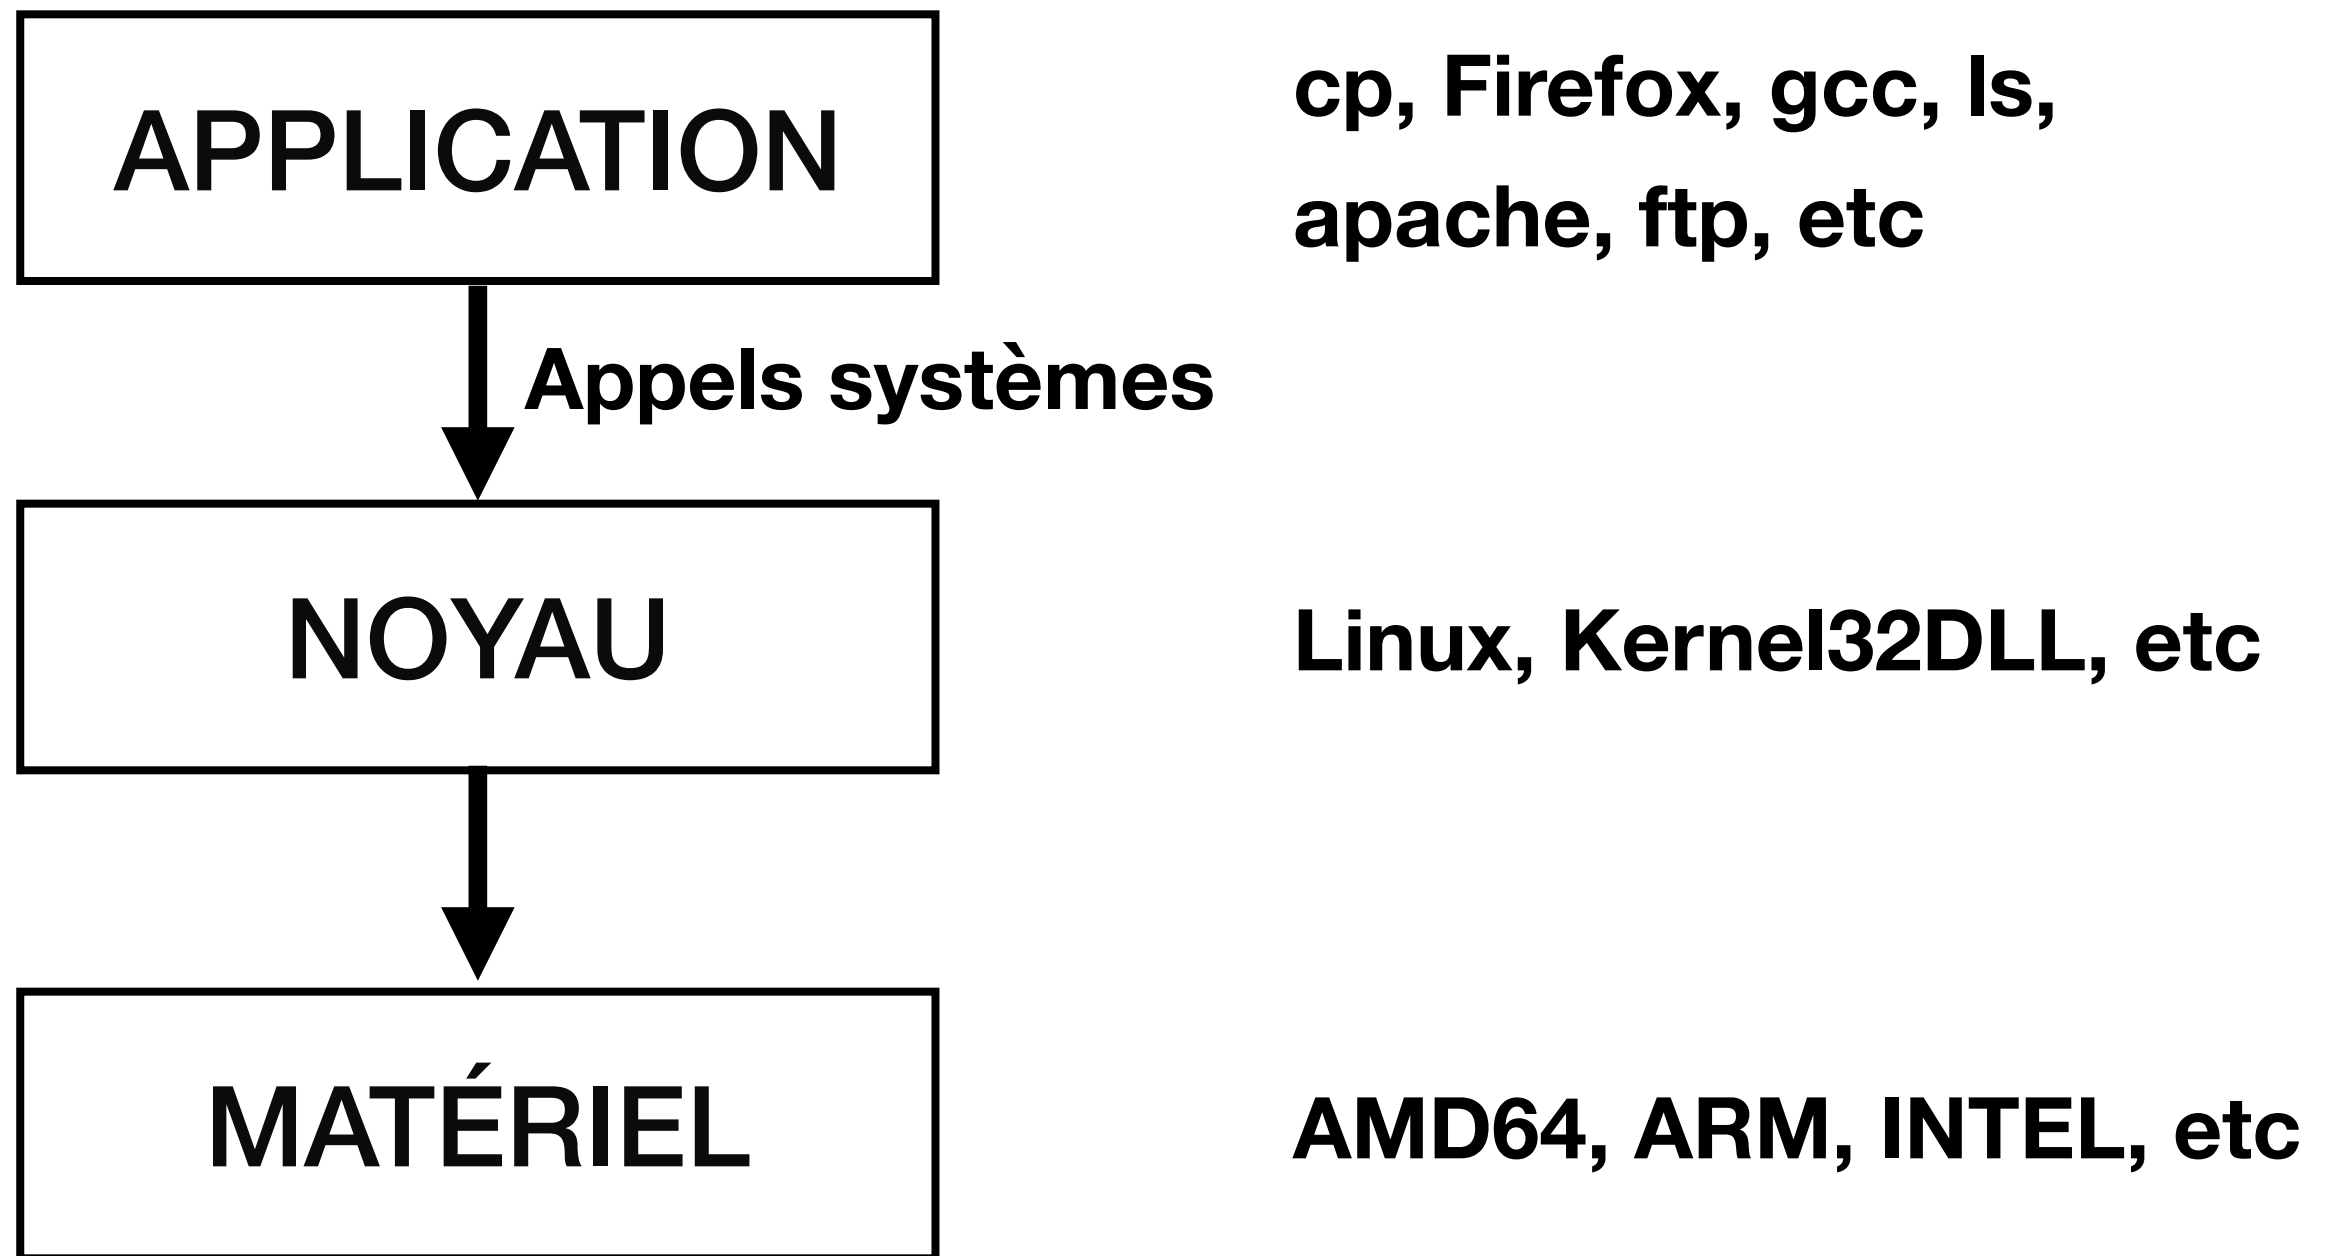 APPLICATION
cp, Firefox, gcc, ls,
apache, ftp, etc
Appels systèmes
NOYAU
Linux, Kernel32DLL, etc
MATÉRIEL
AMD64, ARM, INTEL, etc